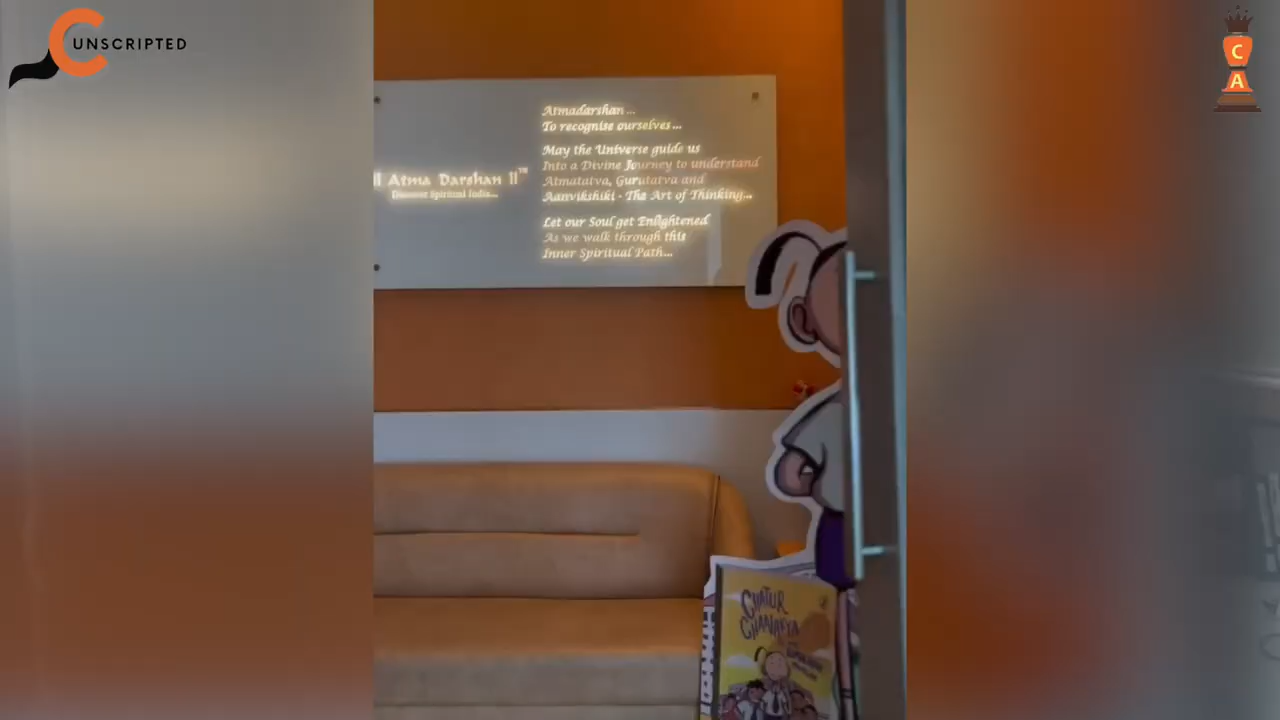 C
UNSCRIPTED
C
A
|| Atma Darshan ||™
Discover Spiritual India...
Atmadarshan...
To recognise ourselves...
May the Universe guide us
Into a Divine Journey to understand
Atmatatva, Gurutatva and
Aanvikshiki - The Art of Thinking...
Let our Soul get Enlightened
As we walk through this
Inner Spiritual Path...
CHATUR
CHANAKYA